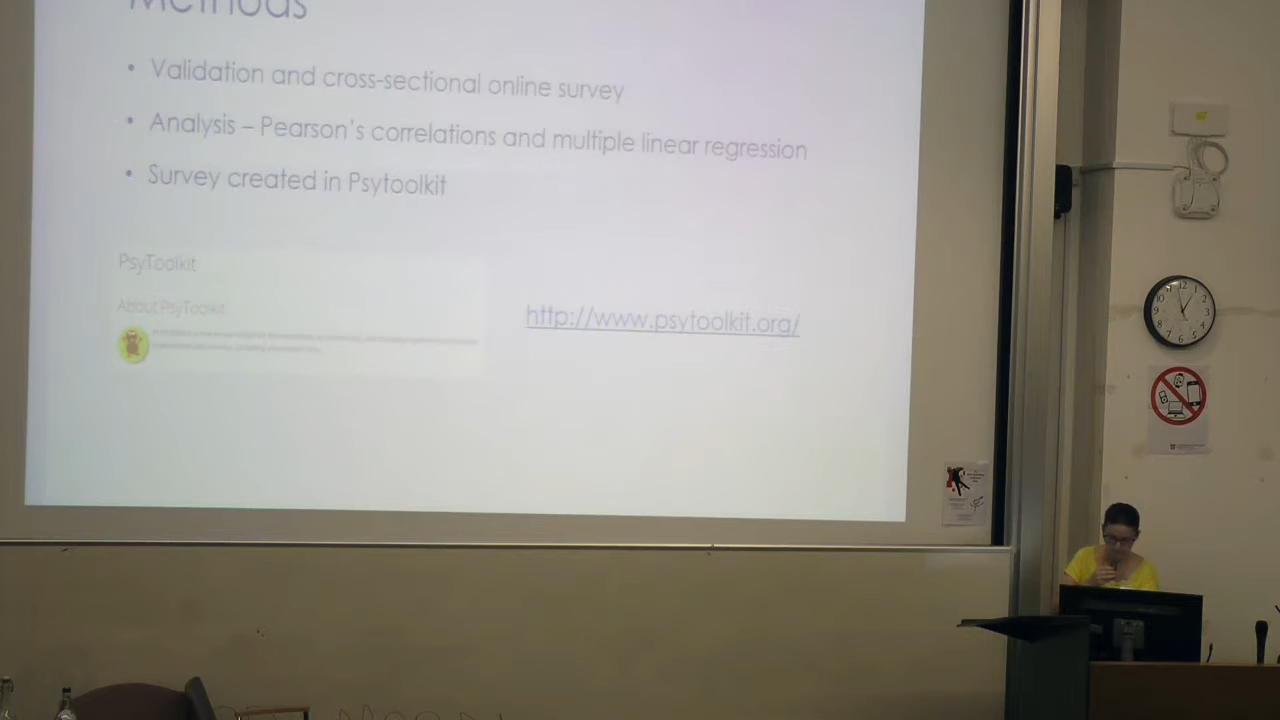 Methods
• Validation and cross-sectional online survey
• Analysis – Pearson's correlations and multiple linear regression
• Survey created in Psytoolkit
PsyToolkit
About PsyToolkit
http://www.psytoolkit.org/